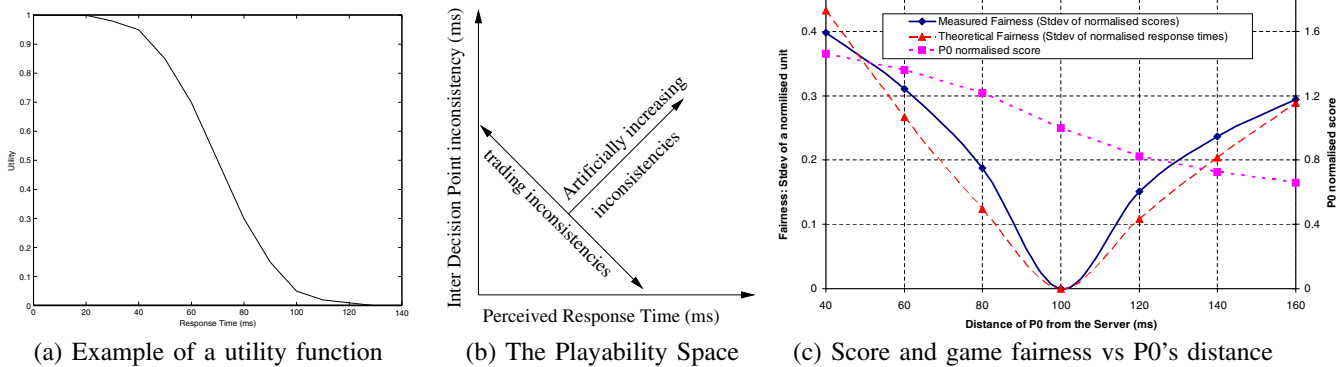 1
0.9
0.8
0.7
0.6
0.5
0.4
0.3
0.2
0.1
0
Utility
0
20
40
60
80
100
120
140
Response Time (ms)
(a) Example of a utility function
Inter Decision Point inconsistency (ms)
trading inconsistencies
Artificially increasing
inconsistencies
Perceived Response Time (ms)
(b) The Playability Space
Measured Fairness (Stdev of normalised scores)
Theoretical Fairness (Stdev of normalised response times)
P0 normalised score
Fairness: Stdev of a normilised unit
0.4
0.3
0.2
0.1
0
1.6
1.2
0.8
0.4
0
P0 normilised score
40
60
80
100
120
140
160
Distance of P0 from the Server (ms)
(c) Score and game fairness vs P0's distance